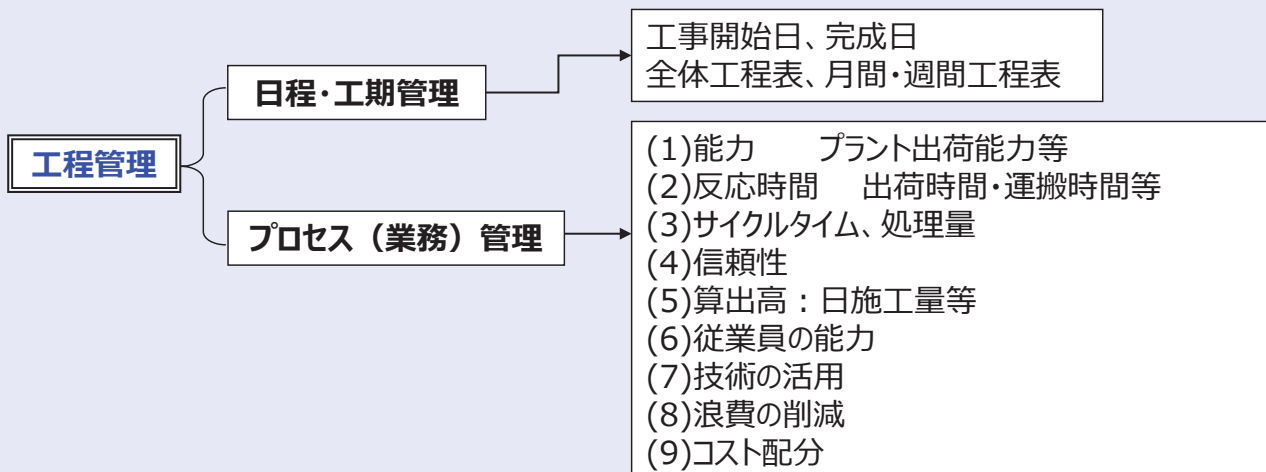 工事開始日、完成日
全体工程表、月間・週間工程表
日程・工期管理
工程管理
プロセス（業務）管理
(1)能力　　プラント出荷能力等
(2)反応時間　出荷時間・運搬時間等
(3)サイクルタイム、処理量
(4)信頼性
(5)算出高：日施工量等
(6)従業員の能力
(7)技術の活用
(8)浪費の削減
(9)コスト配分